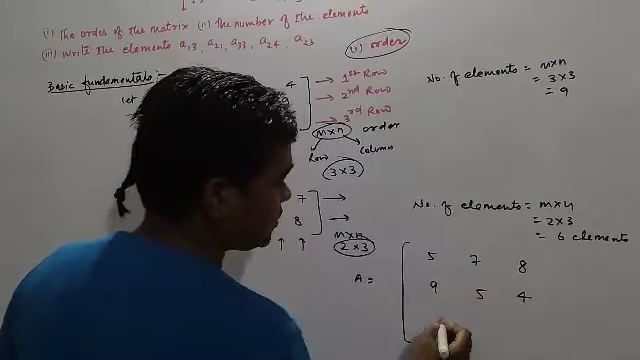 (i) The order of the matrix (ii) The number of the elements
(iii) Write the elements a₁₃, a₂₁, a₃₃, a₂₄, a₂₃
(ii) order
Basic fundamentals:-
let
4 → 1st Row
→ 2nd Row
→ 3rd Row
m×n order
Row Column
3×3
No. of elements = m×n
= 3×3
= 9
7 →
8 →
↑ ↑
m×n
2×3
No. of elements = m×n
= 2×3
= 6 elements
A =
5 7 8
9 5 4